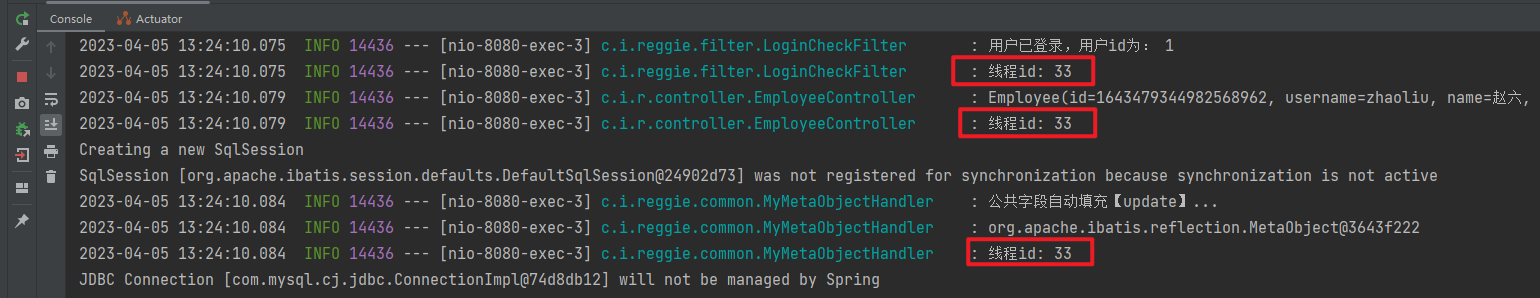 Console Actuator
2023-04-05 13:24:10.075 INFO 14436 --- [nio-8080-exec-3] c.i.reggie.filter.LoginCheckFilter : 用户已登录，用户id为： 1
2023-04-05 13:24:10.075 INFO 14436 --- [nio-8080-exec-3] c.i.reggie.filter.LoginCheckFilter : 线程id: 33
2023-04-05 13:24:10.079 INFO 14436 --- [nio-8080-exec-3] c.i.r.controller.EmployeeController : Employee(id=1643479344982568962, username=zhaoliu, name=赵六,
2023-04-05 13:24:10.079 INFO 14436 --- [nio-8080-exec-3] c.i.r.controller.EmployeeController : 线程id: 33
Creating a new SqlSession
SqlSession [org.apache.ibatis.session.defaults.DefaultSqlSession@24902d73] was not registered for synchronization because synchronization is not active
2023-04-05 13:24:10.084 INFO 14436 --- [nio-8080-exec-3] c.i.reggie.common.MyMetaObjectHandler : 公共字段自动填充【update】...
2023-04-05 13:24:10.084 INFO 14436 --- [nio-8080-exec-3] c.i.reggie.common.MyMetaObjectHandler : org.apache.ibatis.reflection.MetaObject@3643f222
2023-04-05 13:24:10.084 INFO 14436 --- [nio-8080-exec-3] c.i.reggie.common.MyMetaObjectHandler : 线程id: 33
JDBC Connection [com.mysql.cj.jdbc.ConnectionImpl@74d8db12] will not be managed by Spring